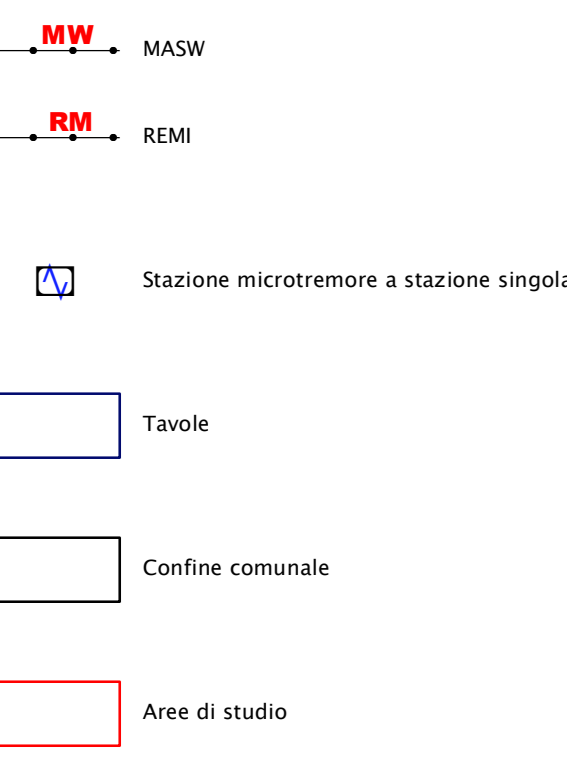 MW
MASW
RM
REMI
Stazione microtremore a stazione singola
Tavole
Confine comunale
Aree di studio